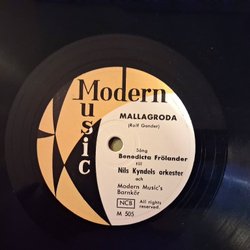 Modern
Music
MALLAGRODA
(Rolf Gander)
Sång
Benedicta Frölander
till
Nils Kyndels orkester
och
Modern Music's
Barnkör
NCB
All rights
reserved.
M 505